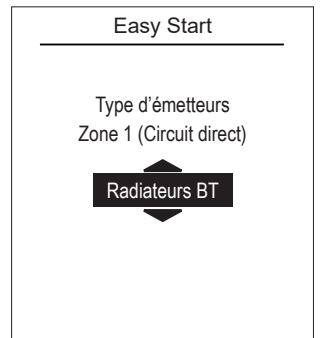 Easy Start
Type d'émetteurs
Zone 1 (Circuit direct)
Radiateurs BT